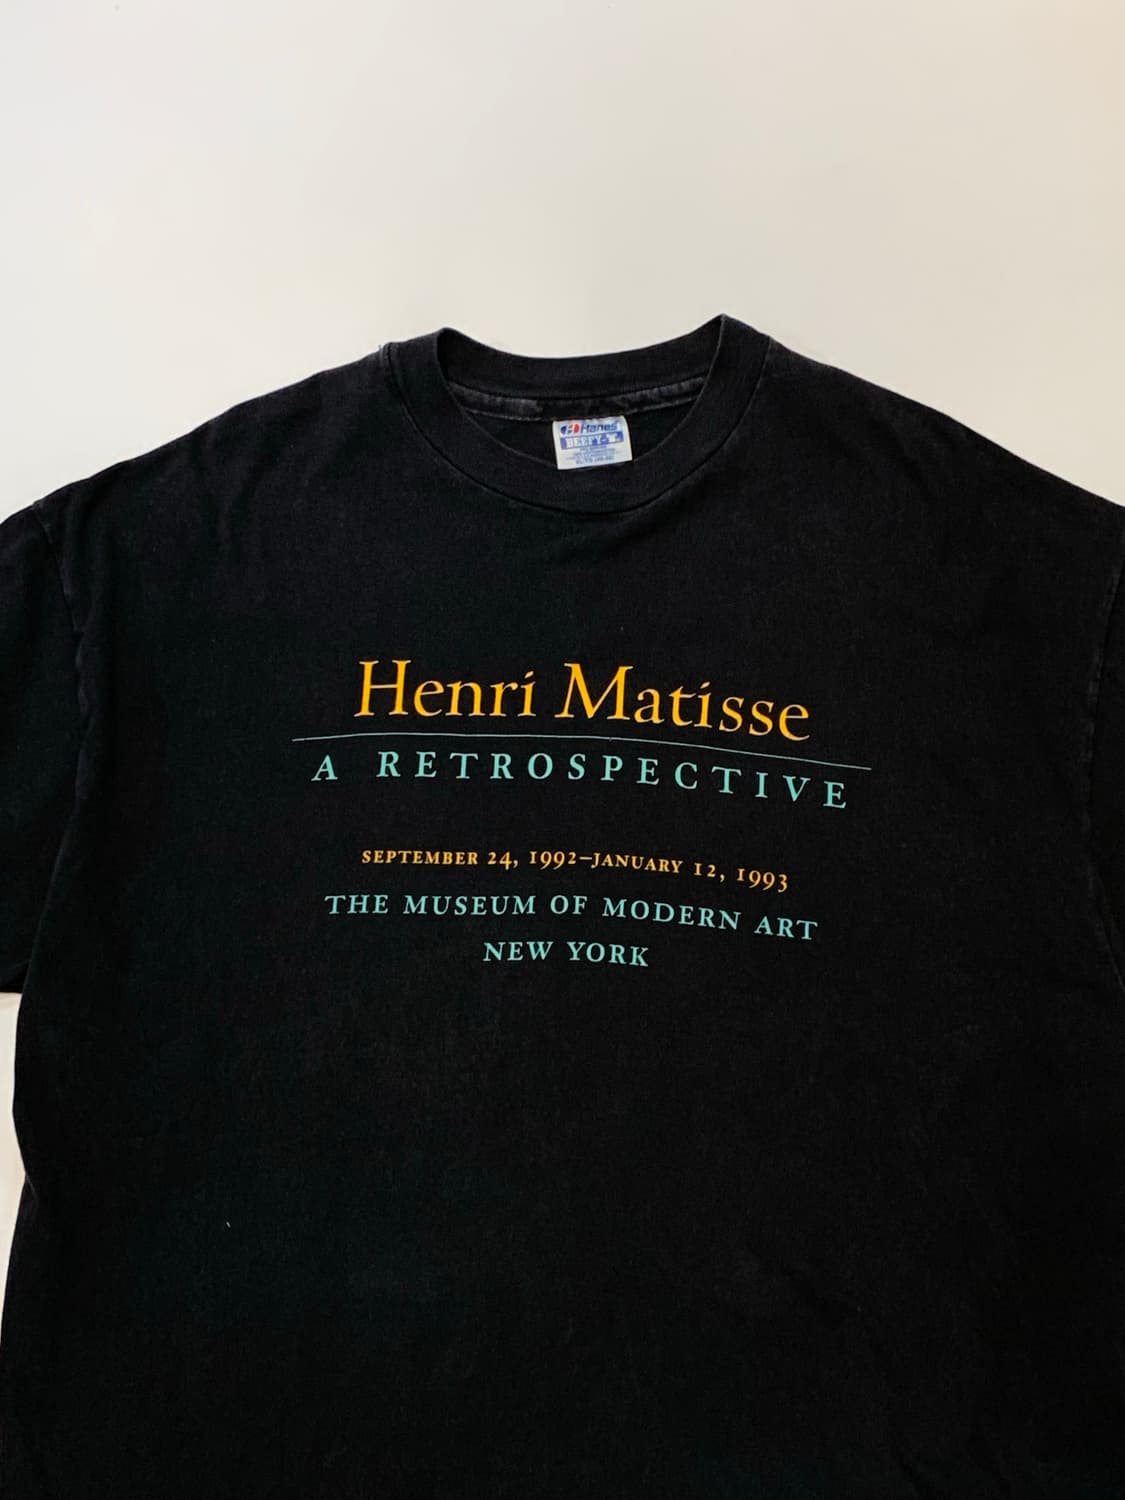 Hanes
BEEFY-T
Henri Matisse
A RETROSPECTIVE
SEPTEMBER 24, 1992–JANUARY 12, 1993
THE MUSEUM OF MODERN ART
NEW YORK